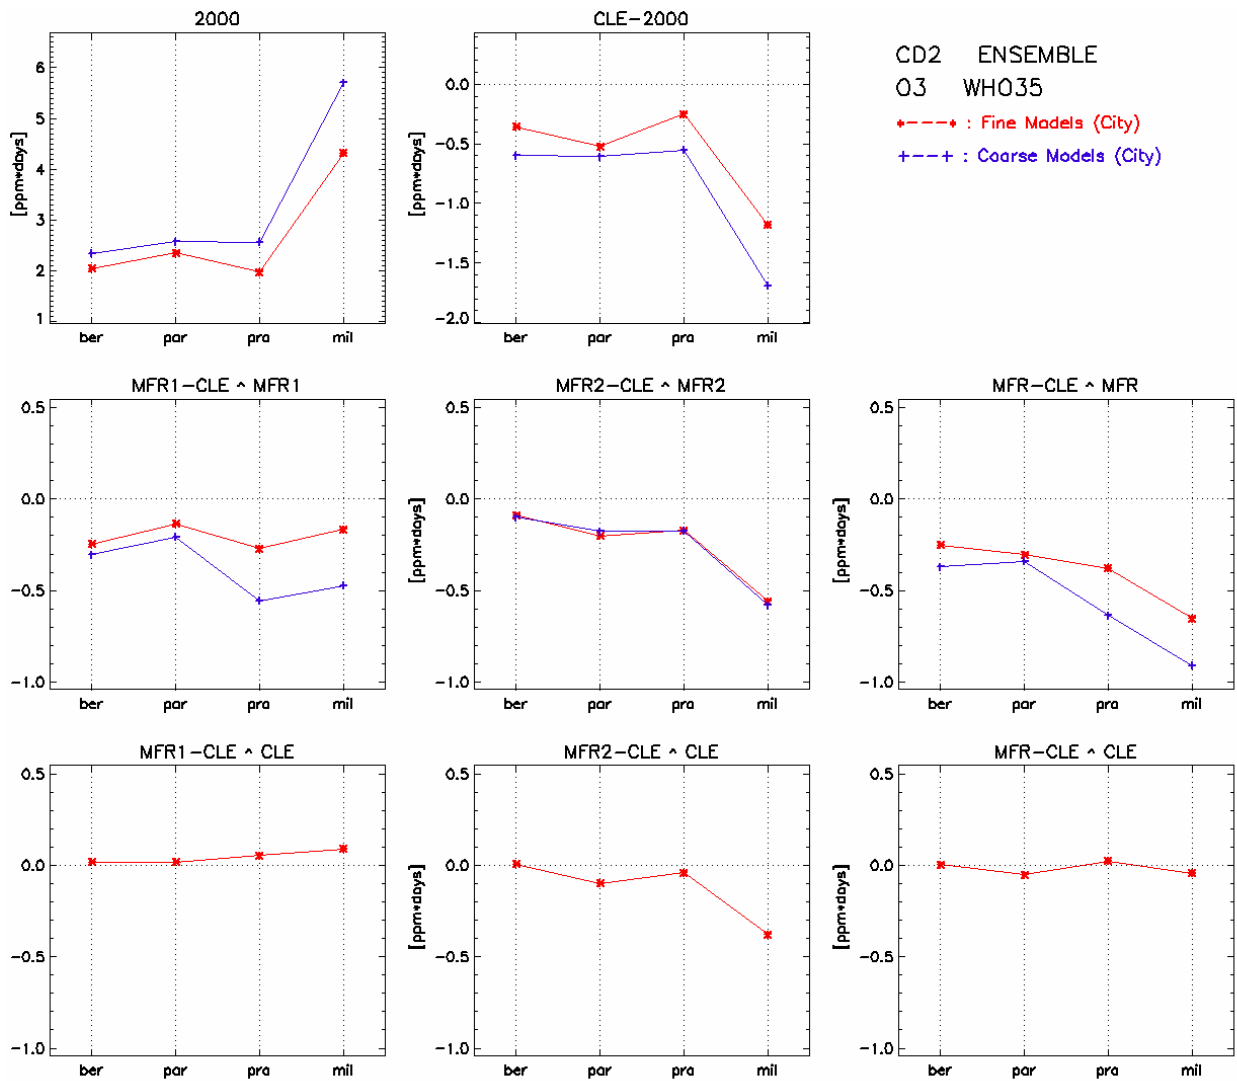 2000
CLE-2000
CD2 ENSEMBLE
O3 WHO35
: Fine Models (City)
: Coarse Models (City)
[ppm*days]
6
5
4
3
2
1
ber par pra mil
[ppm*days]
0.0
-0.5
-1.0
-1.5
-2.0
ber par pra mil
MFR1-CLE ^ MFR1
0.5
0.0
-0.5
-1.0
ber par pra mil
MFR2-CLE ^ MFR2
[ppm*days]
0.5
0.0
-0.5
-1.0
ber par pra mil
MFR-CLE ^ MFR
[ppm*days]
0.5
0.0
-0.5
-1.0
ber par pra mil
MFR1-CLE ^ CLE
0.5
0.0
-0.5
-1.0
ber par pra mil
MFR2-CLE ^ CLE
[ppm*days]
0.5
0.0
-0.5
-1.0
ber par pra mil
MFR-CLE ^ CLE
[ppm*days]
0.5
0.0
-0.5
-1.0
ber par pra mil